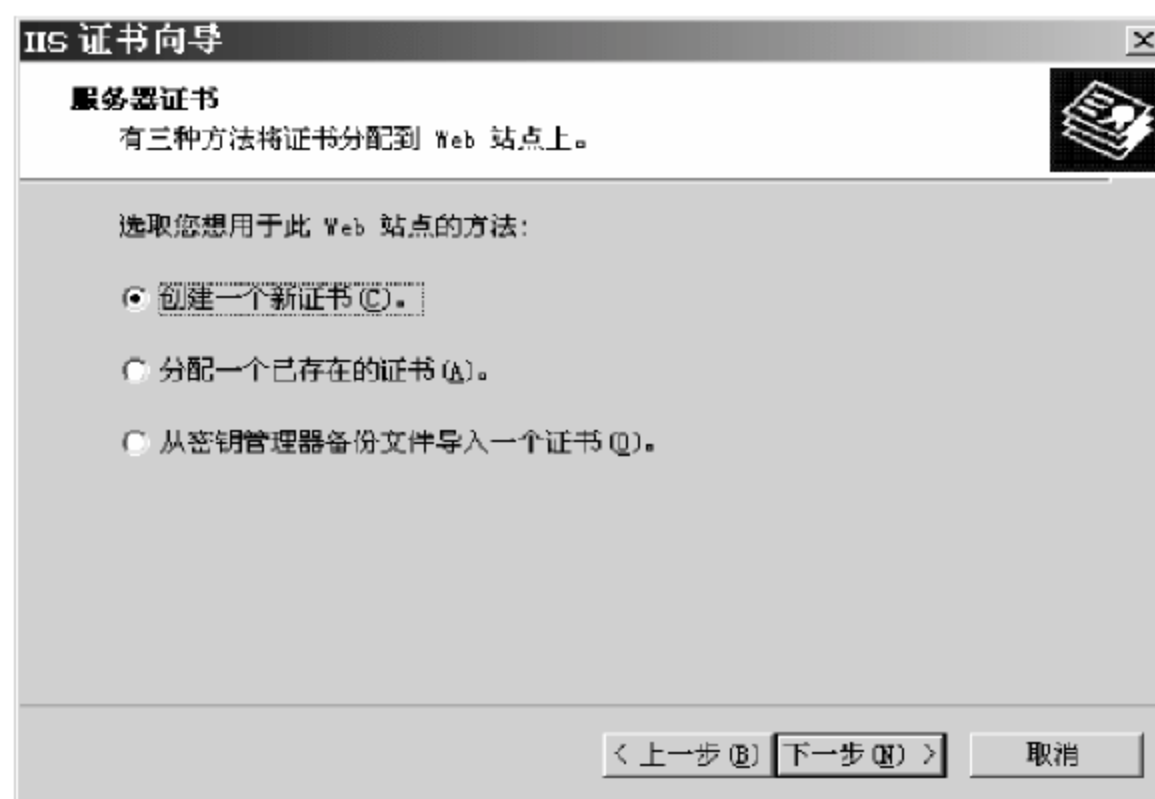 IIS 证书向导
服务器证书
有三种方法将证书分配到 Web 站点上。
选取您想用于此 Web 站点的方法:
创建一个新证书(C)。
分配一个已存在的证书(A)。
从密钥管理器备份文件导入一个证书(O)。
< 上一步(B) 下一步(N) > 取消